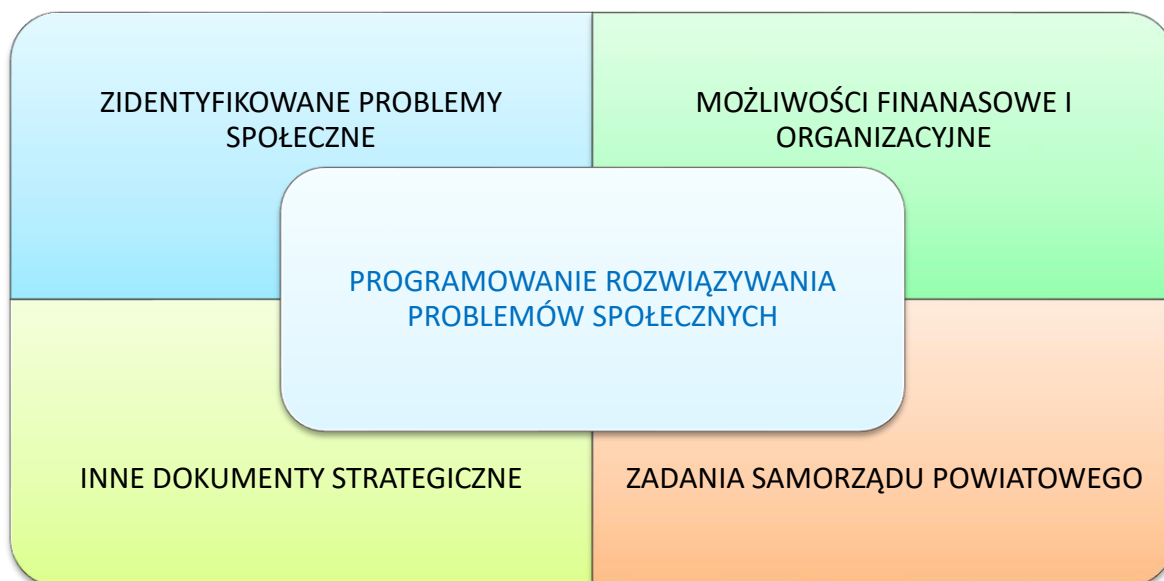 ZIDENTYFIKOWANE PROBLEMY
SPOŁECZNE
MOŻLIWOŚCI FINANASOWE I
ORGANIZACYJNE
PROGRAMOWANIE ROZWIĄZYWANIA
PROBLEMÓW SPOŁECZNYCH
INNE DOKUMENTY STRATEGICZNE
ZADANIA SAMORZĄDU POWIATOWEGO